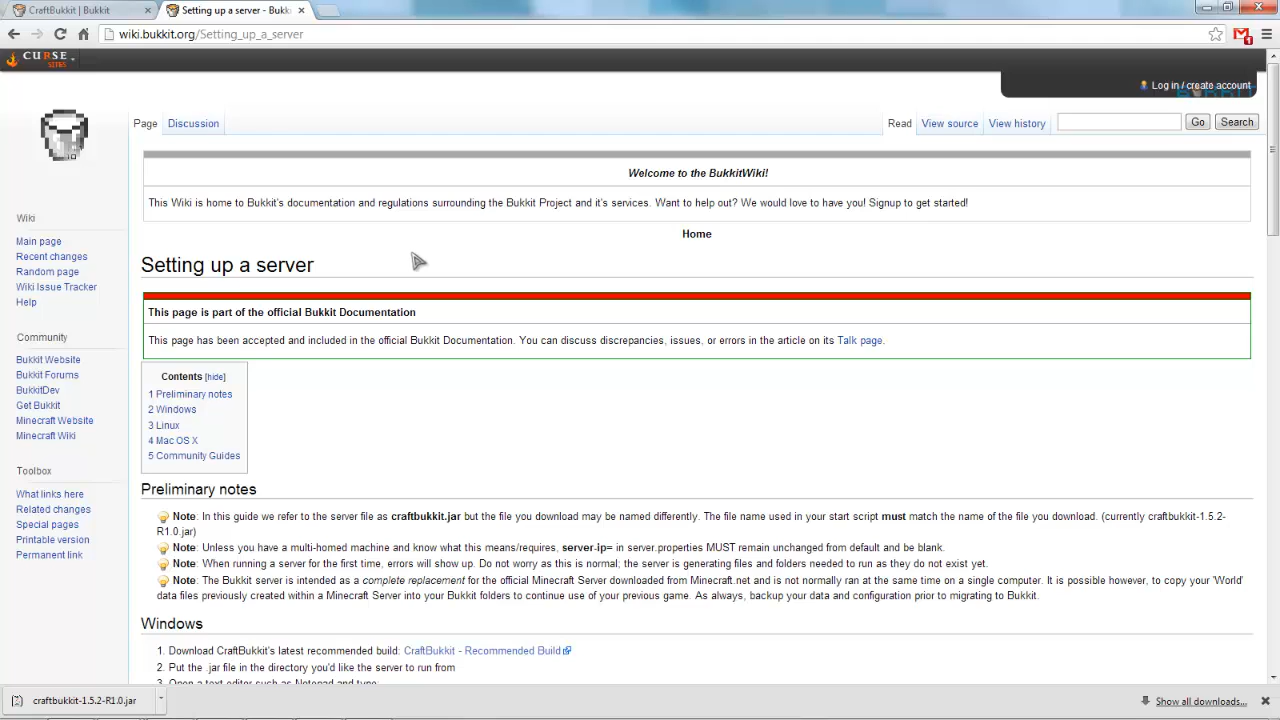 CraftBukkit | Bukkit
Setting up a server - Bukk
wiki.bukkit.org/Setting_up_a_server
1
CURSE
SITES
Log in / create account
Page
Discussion
Read
View source
View history
Go
Search
Welcome to the BukkitWiki!
This Wiki is home to Bukkit's documentation and regulations surrounding the Bukkit Project and it's services. Want to help out? We would love to have you! Signup to get started!
Home
Setting up a server
This page is part of the official Bukkit Documentation
This page has been accepted and included in the official Bukkit Documentation. You can discuss discrepancies, issues, or errors in the article on its Talk page.
Wiki
Main page
Recent changes
Random page
Wiki Issue Tracker
Help
Community
Bukkit Website
Bukkit Forums
BukkitDev
Get Bukkit
Minecraft Website
Minecraft Wiki
Toolbox
What links here
Related changes
Special pages
Printable version
Permanent link
Contents [hide]
1 Preliminary notes
2 Windows
3 Linux
4 Mac OS X
5 Community Guides
Preliminary notes
Note: In this guide we refer to the server file as craftbukkit.jar but the file you download may be named differently. The file name used in your start script must match the name of the file you download. (currently craftbukkit-1.5.2-
R1.0.jar)
Note: Unless you have a multi-homed machine and know what this means/requires, server-ip= in server.properties MUST remain unchanged from default and be blank.
Note: When running a server for the first time, errors will show up. Do not worry as this is normal; the server is generating files and folders needed to run as they do not exist yet.
Note: The Bukkit server is intended as a complete replacement for the official Minecraft Server downloaded from Minecraft.net and is not normally ran at the same time on a single computer. It is possible however, to copy your 'World'
data files previously created within a Minecraft Server into your Bukkit folders to continue use of your previous game. As always, backup your data and configuration prior to migrating to Bukkit.
Windows
1. Download CraftBukkit's latest recommended build: CraftBukkit - Recommended Build
2. Put the .jar file in the directory you'd like the server to run from
3. Open a text editor such as Notepad and type:
craftbukkit-1.5.2-R1.0.jar
Show all downloads...